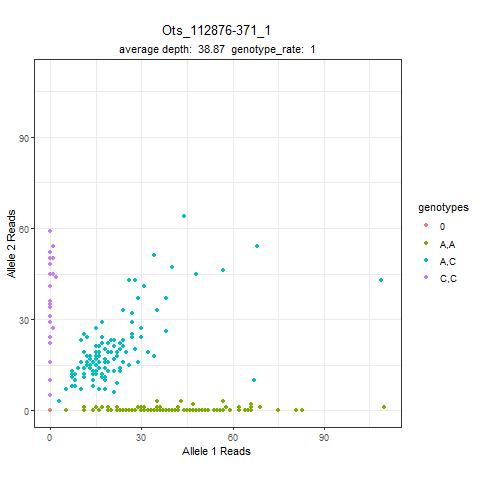 Ots_112876-371_1
average depth: 38.87 genotype_rate: 1
Allele 2 Reads
90
60
30
0
0 30 60 90
Allele 1 Reads
genotypes
0
A,A
A,C
C,C